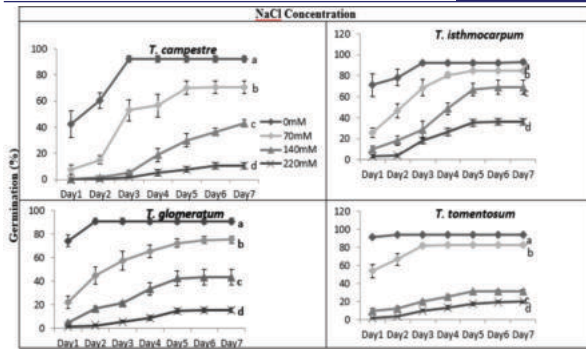 NaCl Concentration
Germination (%)
T. campestre
100
80
60
40
20
0
a
b
c
d
0mM
70mM
140mM
220mM
Day1 Day2 Day3 Day4 Day5 Day6 Day7
T. isthmocarpum
120
100
80
60
40
20
0
a
b
c
d
Day1 Day2 Day3 Day4 Day5 Day6 Day7
T. glomeratum
100
80
60
40
20
0
a
b
c
d
Day1 Day2 Day3 Day4 Day5 Day6 Day7
T. tomentosum
120
100
80
60
40
20
0
a
b
c
d
Day1 Day2 Day3 Day4 Day5 Day6 Day7